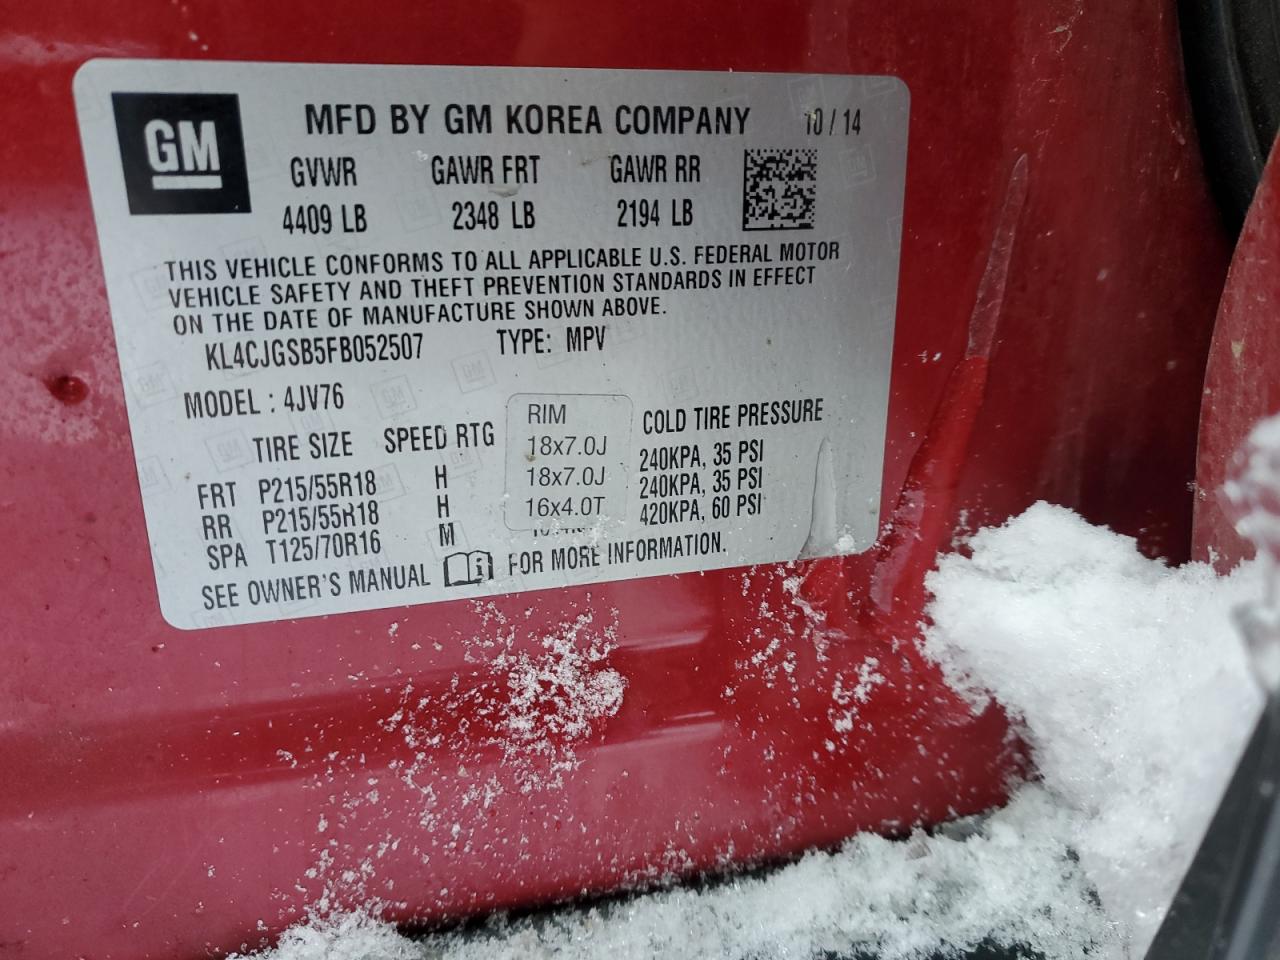 GM
MFD BY GM KOREA COMPANY 10 / 14
GVWR GAWR FRT GAWR RR
4409 LB 2348 LB 2194 LB
THIS VEHICLE CONFORMS TO ALL APPLICABLE U.S. FEDERAL MOTOR
VEHICLE SAFETY AND THEFT PREVENTION STANDARDS IN EFFECT
ON THE DATE OF MANUFACTURE SHOWN ABOVE.
KL4CJGSB5FB052507 TYPE: MPV
MODEL : 4JV76
TIRE SIZE SPEED RTG RIM COLD TIRE PRESSURE
FRT P215/55R18 H 18x7.0J 240KPA, 35 PSI
RR P215/55R18 H 18x7.0J 240KPA, 35 PSI
SPA T125/70R16 M 16x4.0T 420KPA, 60 PSI
SEE OWNER'S MANUAL FOR MORE INFORMATION.